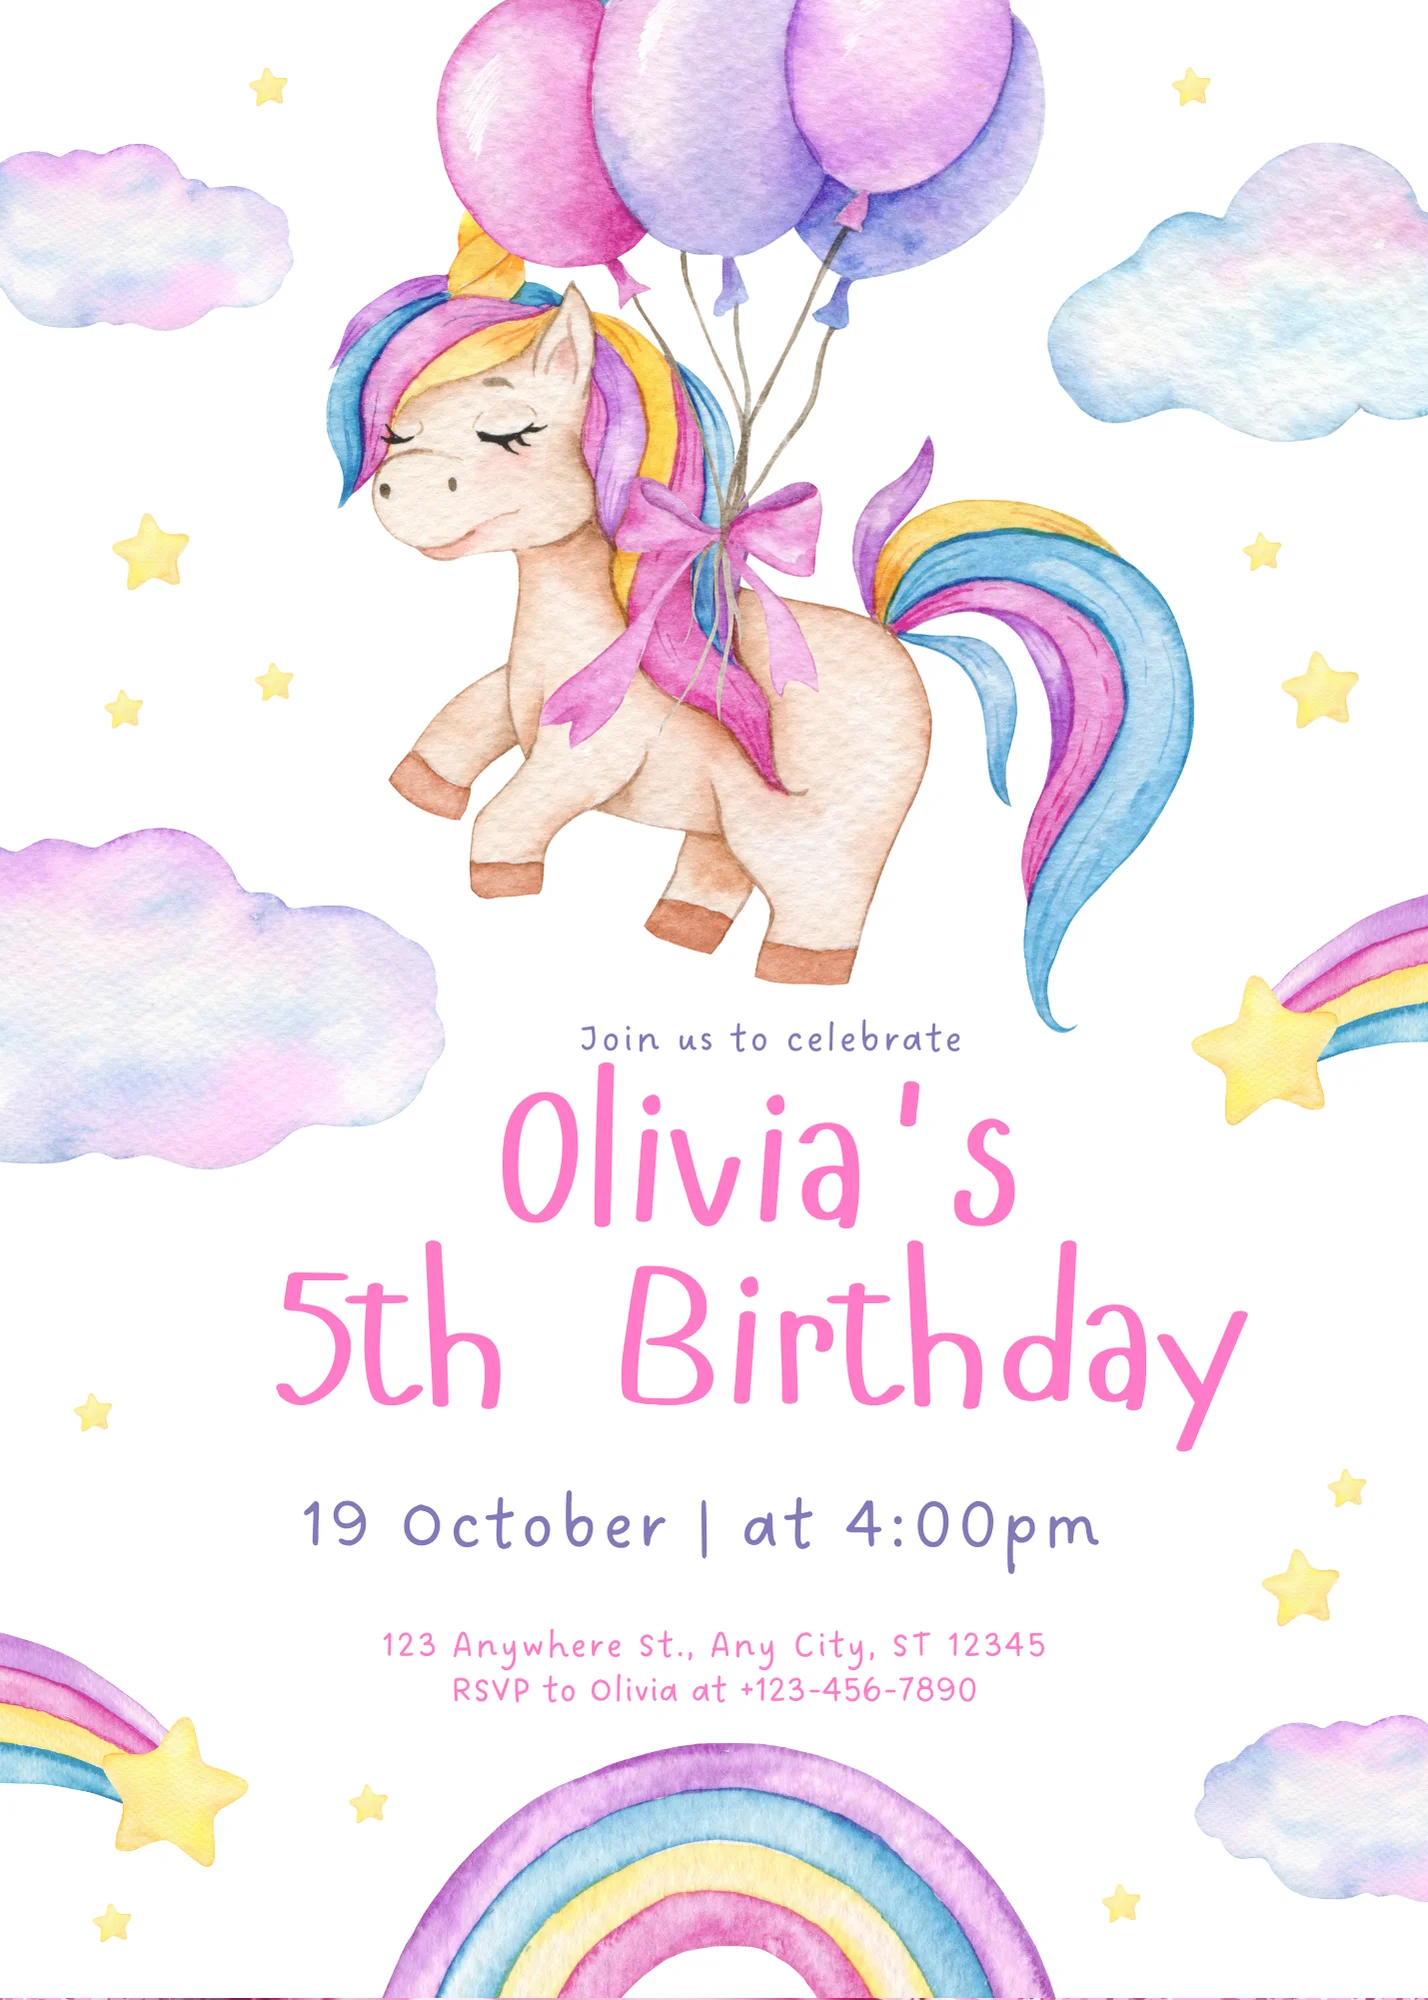 Join us to celebrate
Olivia's
5th Birthday
19 October | at 4:00pm
123 Anywhere St., Any City, ST 12345
RSVP to Olivia at +123-456-7890